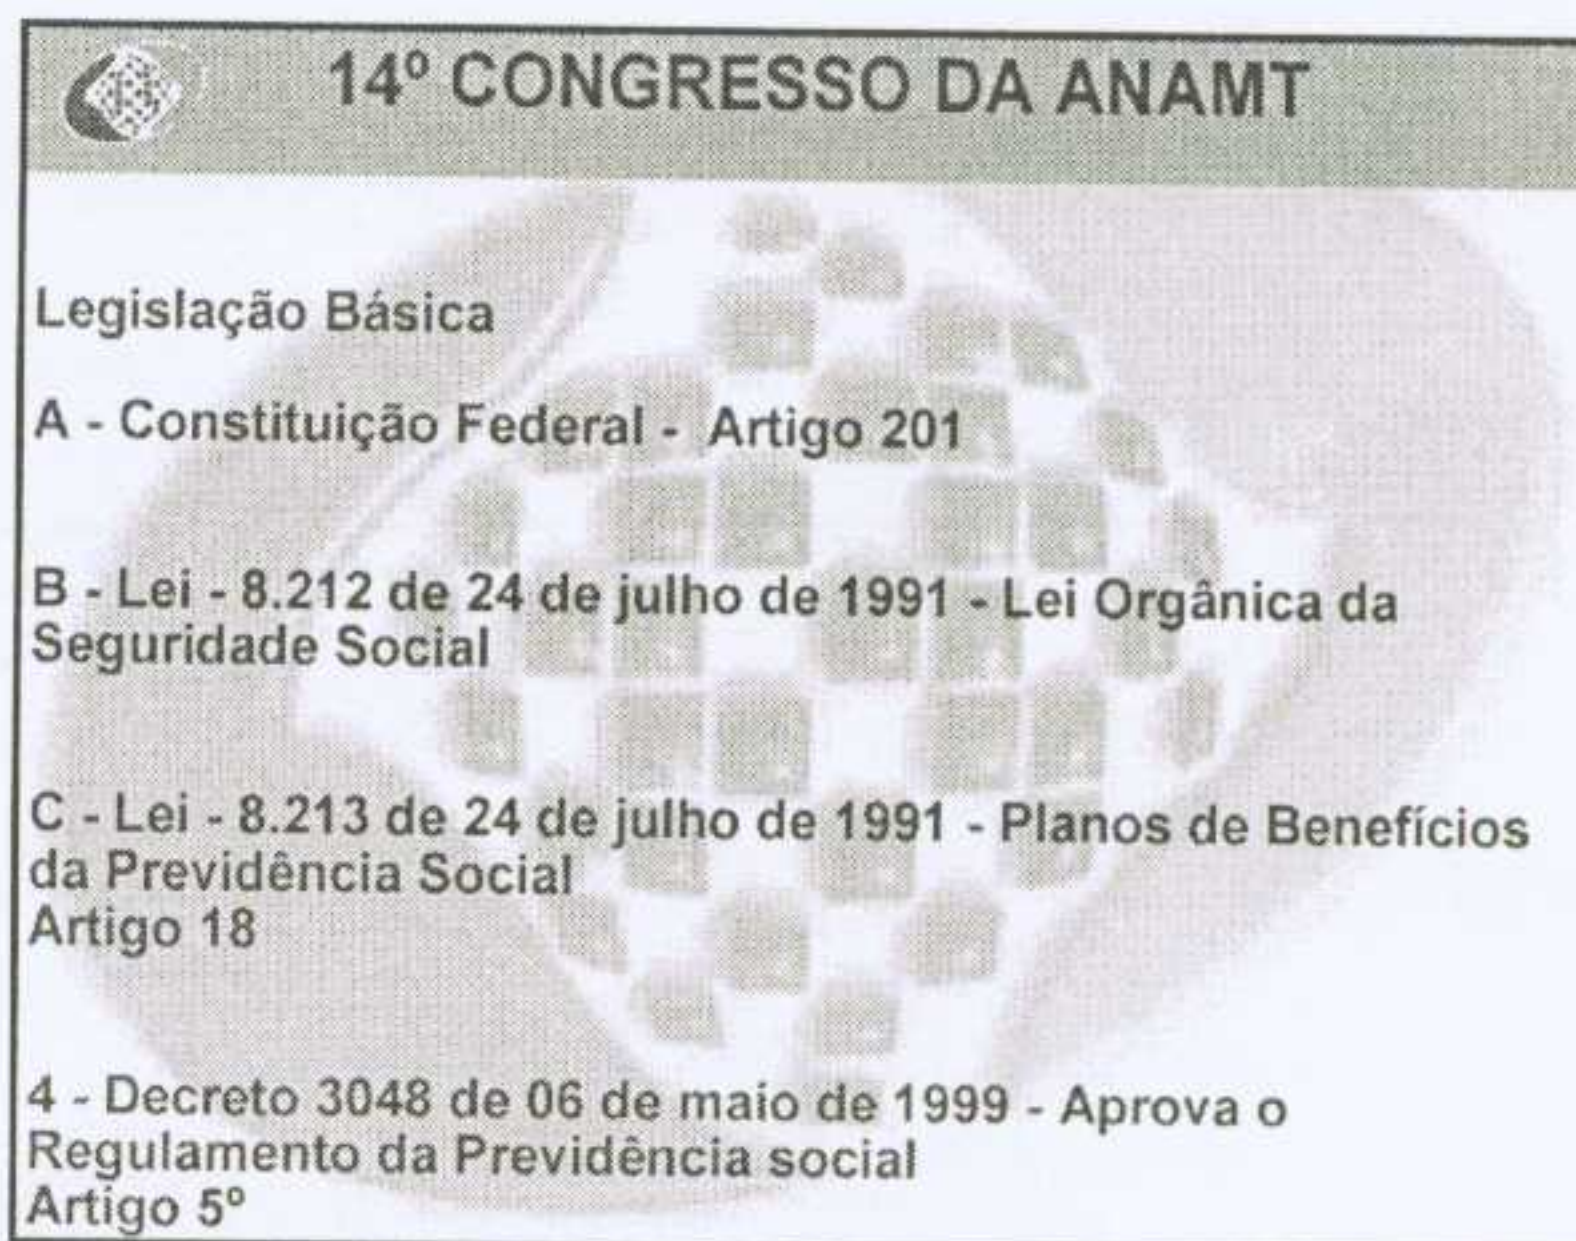 14º CONGRESSO DA ANAMT
Legislação Básica
A - Constituição Federal - Artigo 201
B - Lei - 8.212 de 24 de julho de 1991 - Lei Orgânica da
Seguridade Social
C - Lei - 8.213 de 24 de julho de 1991 - Planos de Benefícios
da Previdência Social
Artigo 18
4 - Decreto 3048 de 06 de maio de 1999 - Aprova o
Regulamento da Previdência social
Artigo 5º